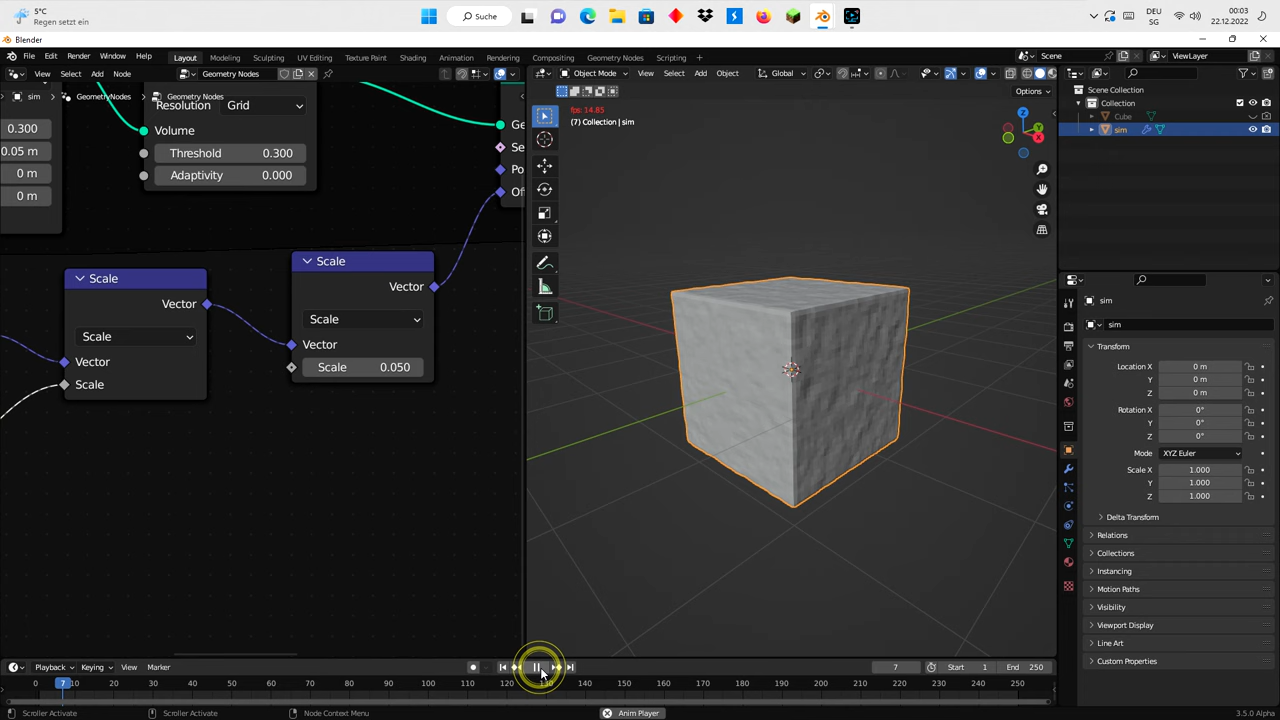 5°C
Regen setzt ein
Suche
DEU
SG
00:03
22.12.2022
Blender
File Edit Render Window Help
Layout Modeling Sculpting UV Editing Texture Paint Shading Animation Rendering Compositing Geometry Nodes Scripting
Scene
ViewLayer
View Select Add Node
Geometry Nodes
Object Mode
View Select Add Object
Global
Options
sim
GeometryNodes
Geometry Nodes
Resolution Grid
Volume
Threshold 0.300
Adaptivity 0.000
0.300
0.05 m
0 m
0 m
Ge
Se
Po
Of
Scale
Vector
Scale
Vector
Scale
Scale
Vector
Scale
Vector
Scale 0.050
fps: 14.85
(7) Collection | sim
Z
Y
X
Scene Collection
Collection
Cube
sim
sim
sim
Transform
Location X 0 m
Y 0 m
Z 0 m
Rotation X 0°
Y 0°
Z 0°
Mode XYZ Euler
Scale X 1.000
Y 1.000
Z 1.000
Delta Transform
Relations
Collections
Instancing
Motion Paths
Visibility
Viewport Display
Line Art
Custom Properties
Playback Keying View Marker
7
Start 1
End 250
0 7 10 20 30 40 50 60 70 80 90 100 110 120 130 140 150 160 170 180 190 200 210 220 230 240 250
Scroller Activate
Scroller Activate
Node Context Menu
Anim Player
3.5.0 Alpha